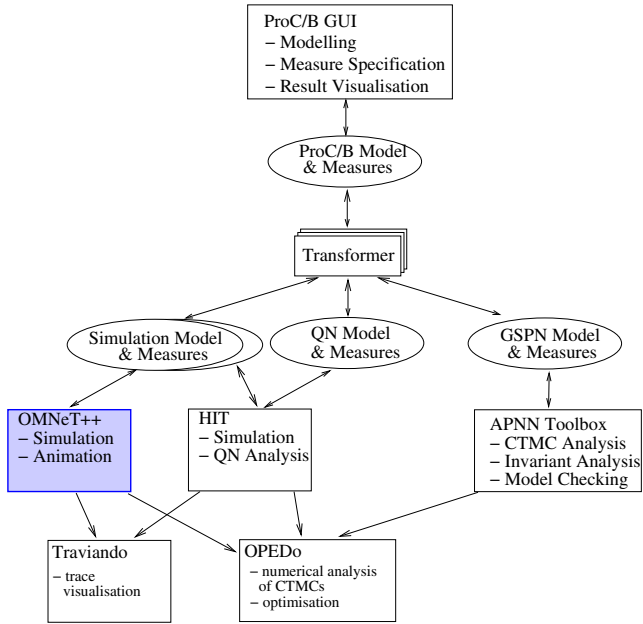 ProC/B GUI
– Modelling
– Measure Specification
– Result Visualisation
ProC/B Model
& Measures
Transformer
Simulation Model
& Measures
QN Model
& Measures
GSPN Model
& Measures
OMNeT++
– Simulation
– Animation
HIT
– Simulation
– QN Analysis
APNN Toolbox
– CTMC Analysis
– Invariant Analysis
– Model Checking
Traviando
– trace
visualisation
OPEDo
– numerical analysis
of CTMCs
– optimisation